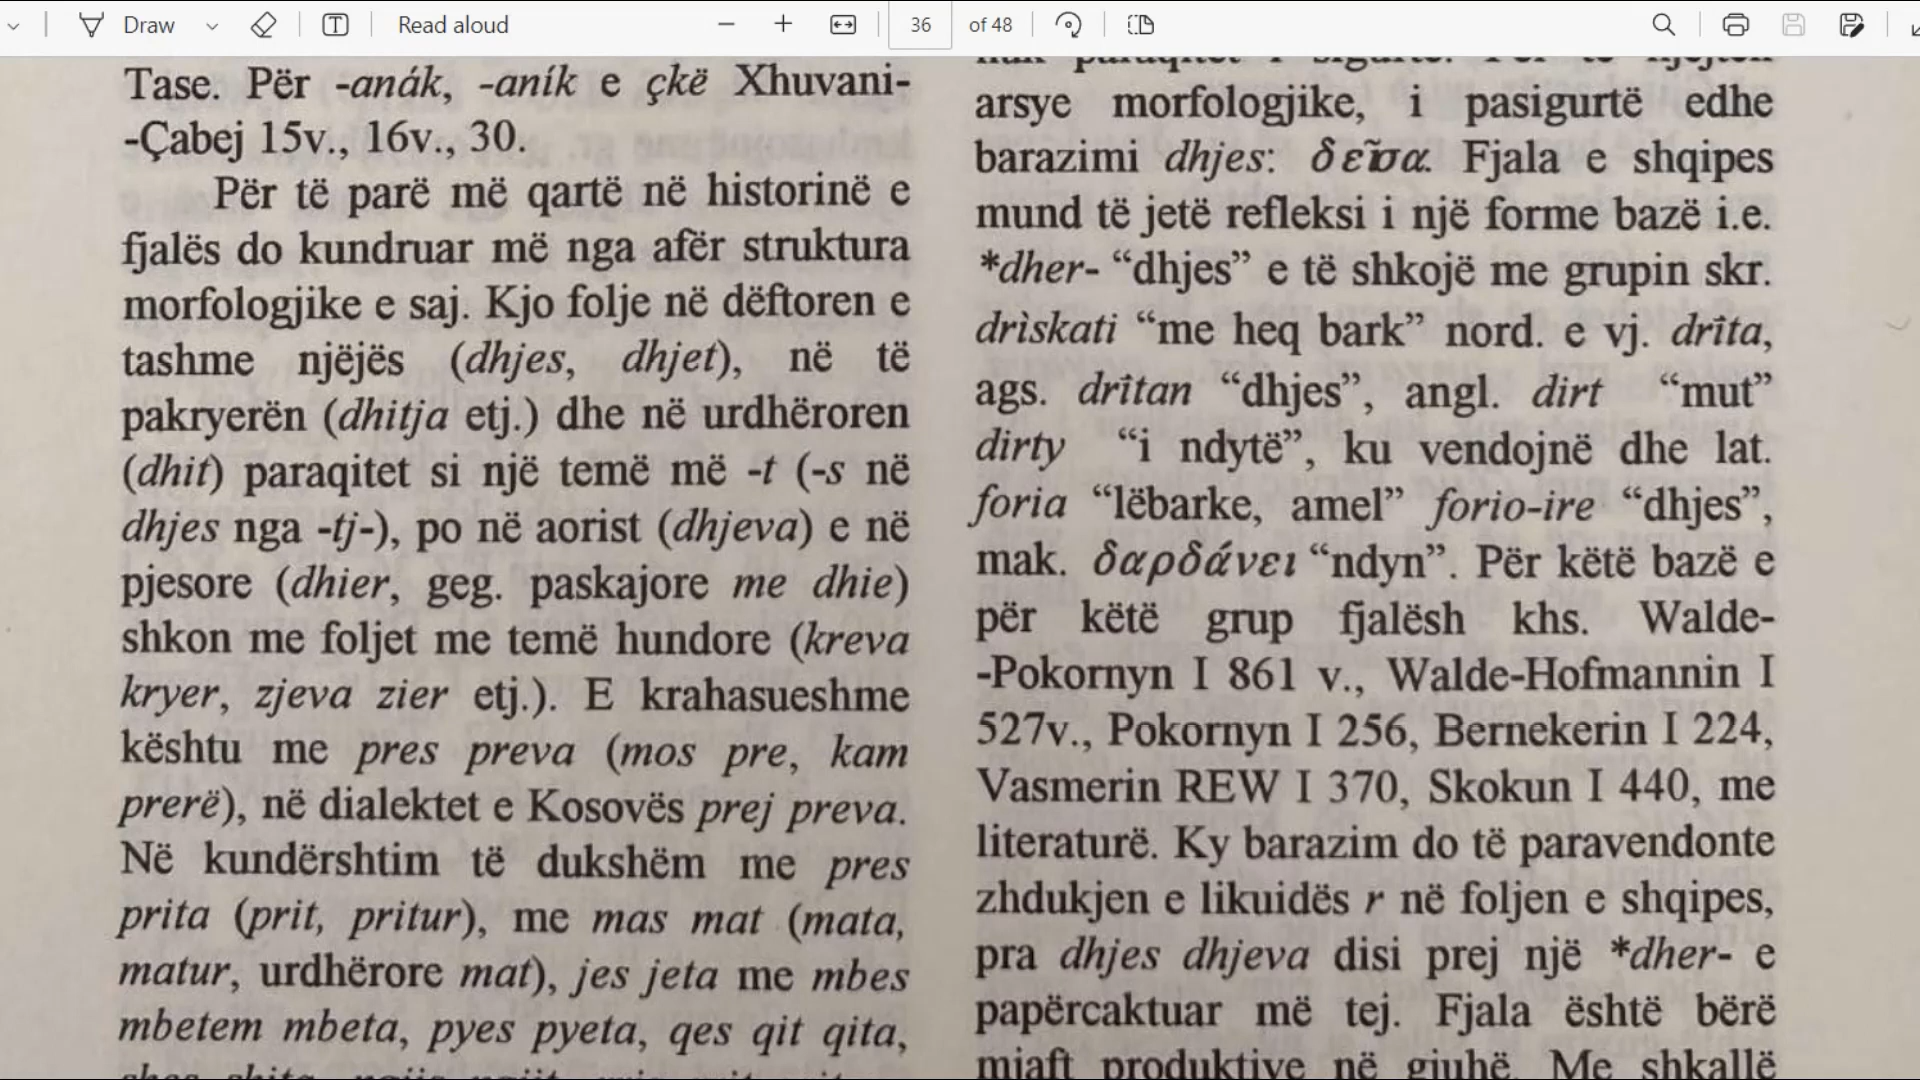 Draw
Read aloud
36
of 48
Tase. Për -anák, -aník e çkë Xhuvani-
-Çabej 15v., 16v., 30.
Për të parë më qartë në historinë e
fjalës do kundruar më nga afër struktura
morfologjike e saj. Kjo folje në dëftoren e
tashme njëjës (dhjes, dhjet), në të
pakryerën (dhitja etj.) dhe në urdhëroren
(dhit) paraqitet si një temë më -t (-s në
dhjes nga -tj-), po në aorist (dhjeva) e në
pjesore (dhier, geg. paskajore me dhie)
shkon me foljet me temë hundore (kreva
kryer, zjeva zier etj.). E krahasueshme
kështu me pres preva (mos pre, kam
prerë), në dialektet e Kosovës prej preva.
Në kundërshtim të dukshëm me pres
prita (prit, pritur), me mas mat (mata,
matur, urdhërore mat), jes jeta me mbes
mbetem mbeta, pyes pyeta, qes qit qita,
arsye morfologjike, i pasigurtë edhe
barazimi dhjes: δεῖσα. Fjala e shqipes
mund të jetë refleksi i një forme bazë i.e.
*dher- “dhjes” e të shkojë me grupin skr.
drìskati “me heq bark” nord. e vj. drîta,
ags. drîtan “dhjes”, angl. dirt “mut”
dirty “i ndytë”, ku vendojnë dhe lat.
foria “lëbarke, amel” forio-ire “dhjes”,
mak. δαρδάνει “ndyn”. Për këtë bazë e
për këtë grup fjalësh khs. Walde-
-Pokornyn I 861 v., Walde-Hofmannin I
527v., Pokornyn I 256, Bernekerin I 224,
Vasmerin REW I 370, Skokun I 440, me
literaturë. Ky barazim do të paravendonte
zhdukjen e likuidës r në foljen e shqipes,
pra dhjes dhjeva disi prej një *dher- e
papërcaktuar më tej. Fjala është bërë
mjaft produktive në gjuhë. Me shkallë